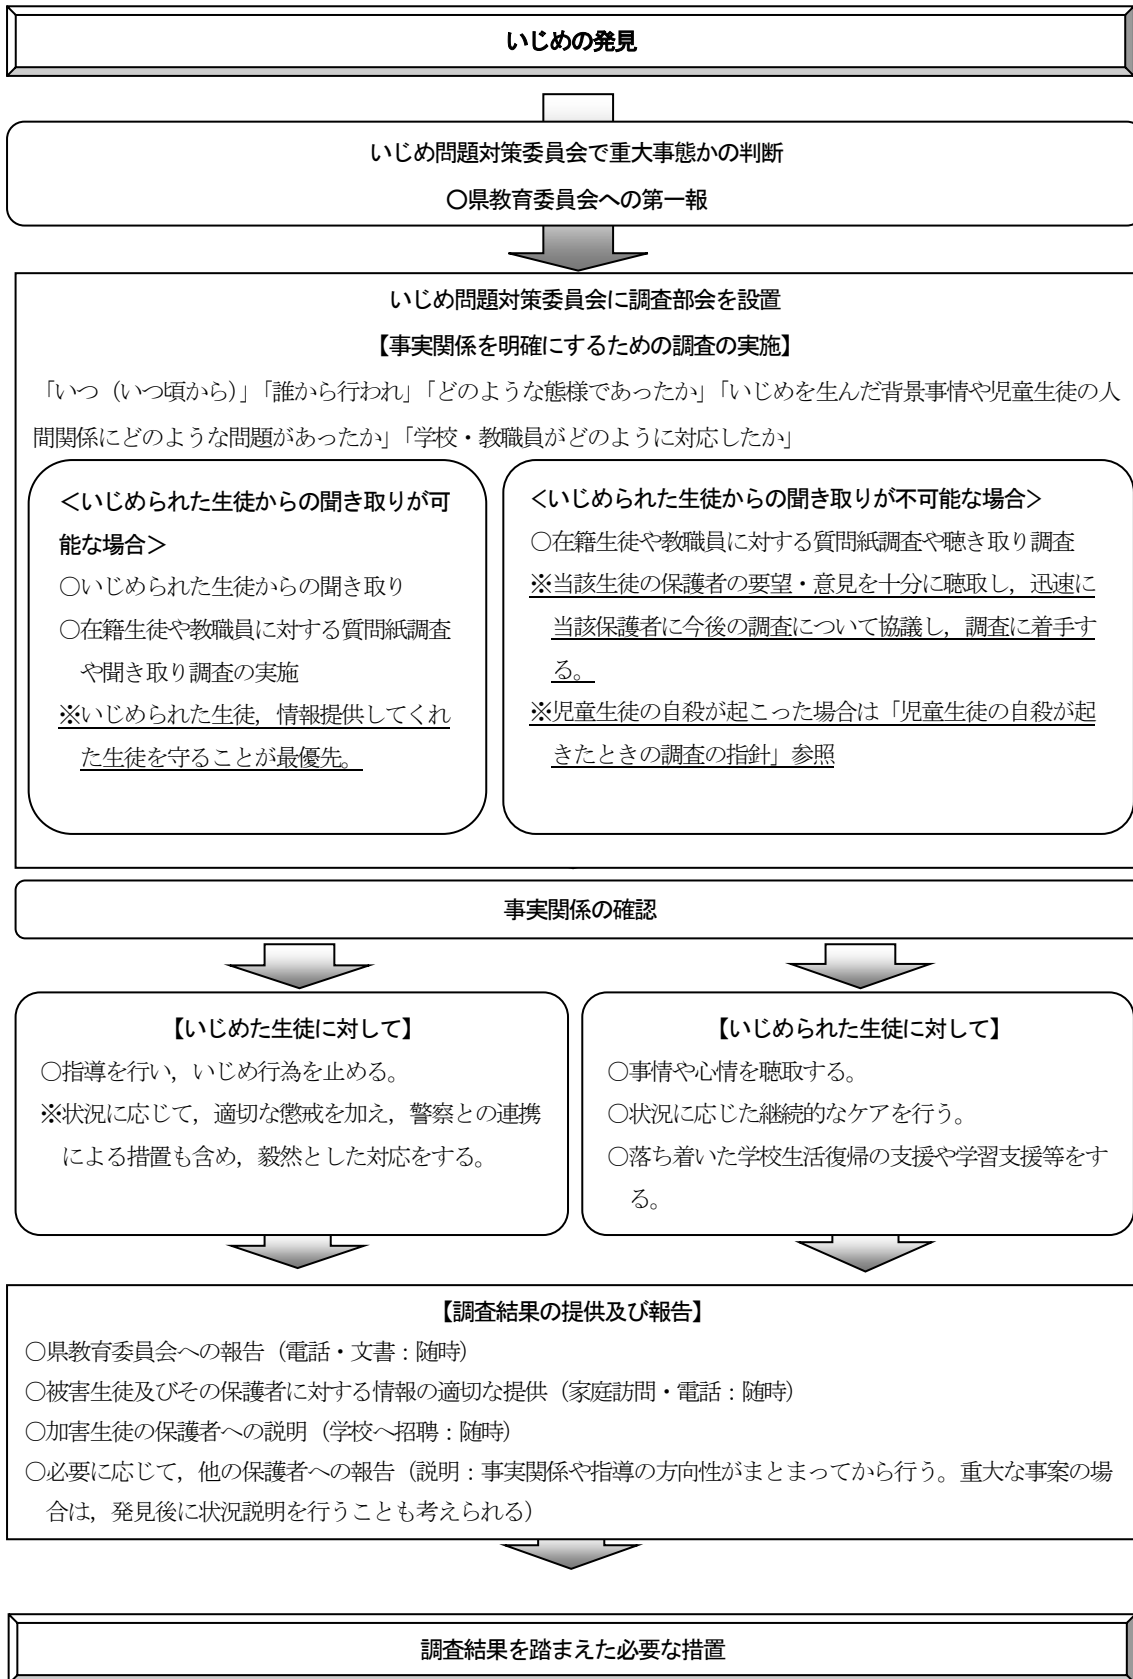 いじめの発見
いじめ問題対策委員会で重大事態かの判断
〇県教育委員会への第一報
いじめ問題対策委員会に調査部会を設置
【事実関係を明確にするための調査の実施】
「いつ（いつ頃から）」「誰から行われ」「どのような態様であったか」「いじめを生んだ背景事情や児童生徒の人
間関係にどのような問題があったか」「学校・教職員がどのように対応したか」
＜いじめられた生徒からの聞き取りが可
能な場合＞
○いじめられた生徒からの聞き取り
○在籍生徒や教職員に対する質問紙調査
や聞き取り調査の実施
※いじめられた生徒，情報提供してくれ
た生徒を守ることが最優先。
＜いじめられた生徒からの聞き取りが不可能な場合＞
○在籍生徒や教職員に対する質問紙調査や聴き取り調査
※当該生徒の保護者の要望・意見を十分に聴取し，迅速に
当該保護者に今後の調査について協議し，調査に着手す
る。
※児童生徒の自殺が起こった場合は「児童生徒の自殺が起
きたときの調査の指針」参照
事実関係の確認
【いじめた生徒に対して】
○指導を行い，いじめ行為を止める。
※状況に応じて，適切な懲戒を加え，警察との連携
による措置も含め，毅然とした対応をする。
【いじめられた生徒に対して】
○事情や心情を聴取する。
○状況に応じた継続的なケアを行う。
○落ち着いた学校生活復帰の支援や学習支援等をす
る。
【調査結果の提供及び報告】
○県教育委員会への報告（電話・文書：随時）
○被害生徒及びその保護者に対する情報の適切な提供（家庭訪問・電話：随時）
○加害生徒の保護者への説明（学校へ招聘：随時）
○必要に応じて，他の保護者への報告（説明：事実関係や指導の方向性がまとまってから行う。重大な事案の場
合は，発見後に状況説明を行うことも考えられる）
調査結果を踏まえた必要な措置